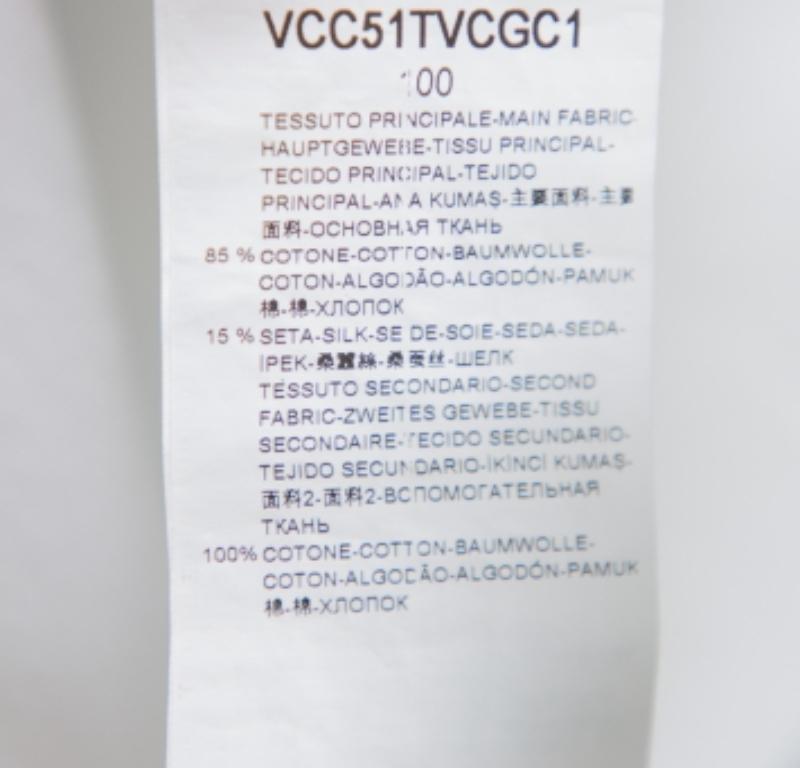 VCC51TVCGC1
100
TESSUTO PRINCIPALE-MAIN FABRIC-
HAUPTGEWEBE-TISSU PRINCIPAL-
TECIDO PRINCIPAL-TEJIDO
PRINCIPAL-ANA KUMAŞ-主要面料-主要
面料-ОСНОВНАЯ ТКАНЬ
85 % COTONE-COTTON-BAUMWOLLE-
COTON-ALGODÃO-ALGODÓN-PAMUK
棉-棉-ХЛОПОК
15 % SETA-SILK-SEIDE-SOIE-SEDA-SEDA-
İPEK-桑蠶絲-桑蚕丝-ШЕЛК
TESSUTO SECONDARIO-SECOND
FABRIC-ZWEITES GEWEBE-TISSU
SECONDAIRE-TECIDO SECUNDARIO-
TEJIDO SECUNDARIO-İKİNCİ KUMAŞ-
面料2-面料2-ВСПОМОГАТЕЛЬНАЯ
ТКАНЬ
100% COTONE-COTTON-BAUMWOLLE-
COTON-ALGODÃO-ALGODÓN-PAMUK
棉-棉-ХЛОПОК